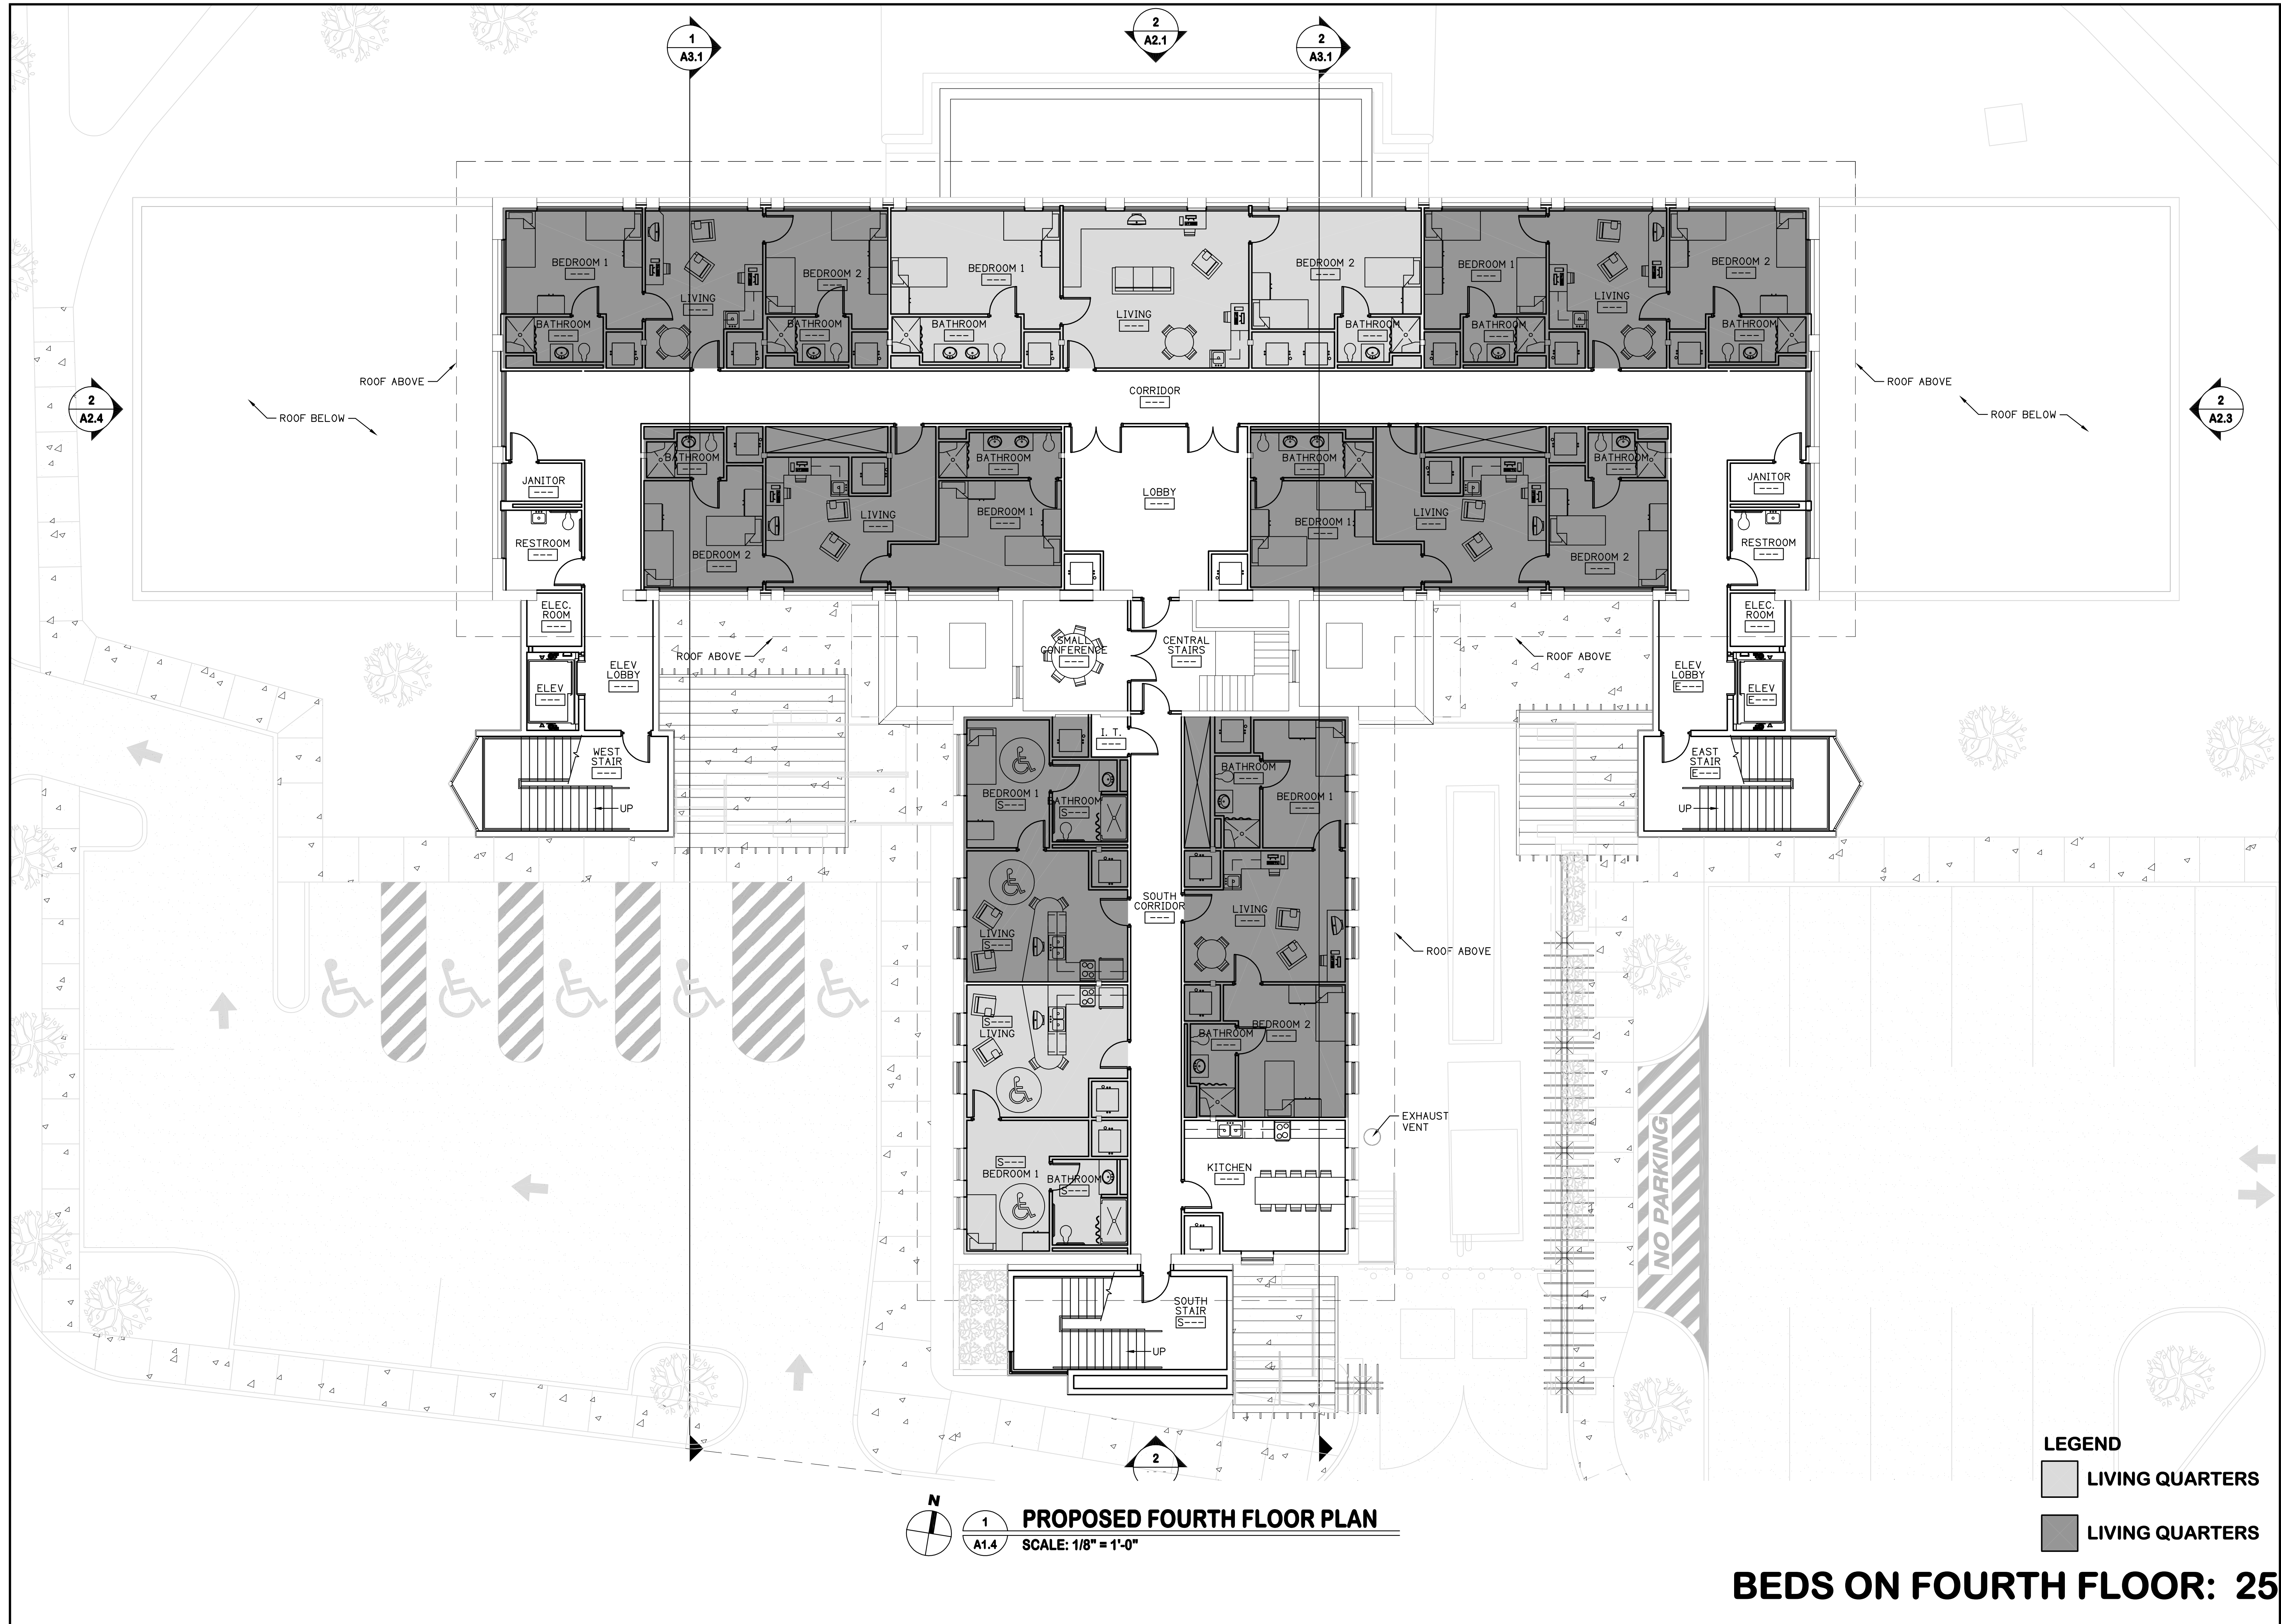 1
A3.1
2
A2.1
2
A3.1
BEDROOM 1
---
LIVING
---
BEDROOM 2
---
BEDROOM 1
---
LIVING
---
BEDROOM 2
---
BEDROOM 1
---
LIVING
---
BEDROOM 2
---
BATHROOM
---
BATHROOM
---
BATHROOM
---
BATHROOM
---
BATHROOM
---
BATHROOM
---
ROOF ABOVE
ROOF ABOVE
2
A2.4
ROOF BELOW
CORRIDOR
---
ROOF BELOW
2
A2.3
BATHROOM
---
BATHROOM
---
BATHROOM
---
BATHROOM
---
JANITOR
---
LOBBY
---
JANITOR
---
LIVING
---
BEDROOM 1
---
BEDROOM 1
---
LIVING
---
RESTROOM
---
BEDROOM 2
---
BEDROOM 2
---
RESTROOM
---
ELEC.
ROOM
---
ELEC.
ROOM
---
ROOF ABOVE
SMALL
CONFERENCE
---
CENTRAL
STAIRS
---
ROOF ABOVE
ELEV
LOBBY
---
ELEV
---
ELEV
LOBBY
E---
ELEV
E---
WEST
STAIR
---
UP
I. T.
---
EAST
STAIR
E---
UP
BEDROOM 1
S---
BATHROOM
S---
BATHROOM
---
BEDROOM 1
---
LIVING
S---
SOUTH
CORRIDOR
---
LIVING
---
ROOF ABOVE
S---
LIVING
BATHROOM
---
BEDROOM 2
---
EXHAUST
VENT
S---
BEDROOM 1
BATHROOM
S---
KITCHEN
---
NO PARKING
SOUTH
STAIR
S---
UP
2
LEGEND
LIVING QUARTERS
LIVING QUARTERS
N
1
A1.4
PROPOSED FOURTH FLOOR PLAN
SCALE: 1/8" = 1'-0"
BEDS ON FOURTH FLOOR: 25